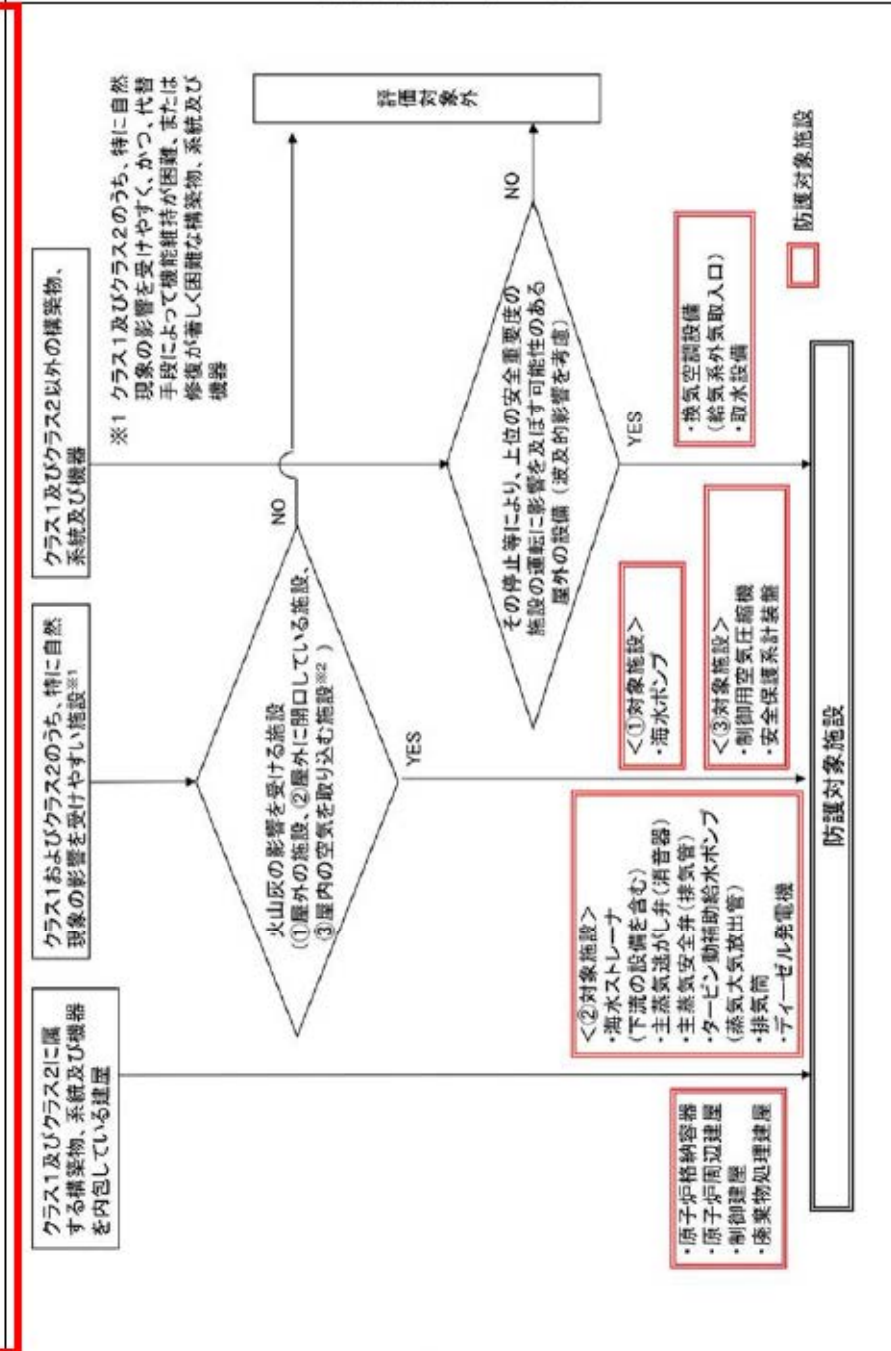 クラス1及びクラス2に属
する構築物、系統及び機器
を内包している建屋
クラス1およびクラス2のうち、特に自然
現象の影響を受けやすい施設※1
クラス1及びクラス2以外の構築物、
系統及び機器
※1 クラス1及びクラス2のうち、特に自然
現象の影響を受けやすく、かつ、代替
手段によって機能維持が困難、または
修復が著しく困難な構築物、系統及び
機器
火山灰の影響を受ける施設
(①屋外の施設、②屋外に開口している施設、
③屋内の空気を取り込む施設※2)
NO
YES
その停止等により、上位の安全重要度の
施設の運転に影響を及ぼす可能性のある
屋外の設備(波及的影響を考慮)
NO
YES
評価対象外
・原子炉格納容器
・原子炉周辺建屋
・制御建屋
・廃棄物処理建屋
<②対象施設>
・海水ストレーナ
(下流の設備を含む)
・主蒸気逃がし弁(消音器)
・主蒸気安全弁(排気管)
・タービン動補助給水ポンプ
(蒸気大気放出管)
・排気筒
・ディーゼル発電機
<①対象施設>
・海水ポンプ
<③対象施設>
・制御用空気圧縮機
・安全保護系計装盤
・換気空調設備
(給気系外気取入口)
・取水設備
防護対象施設
防護対象施設